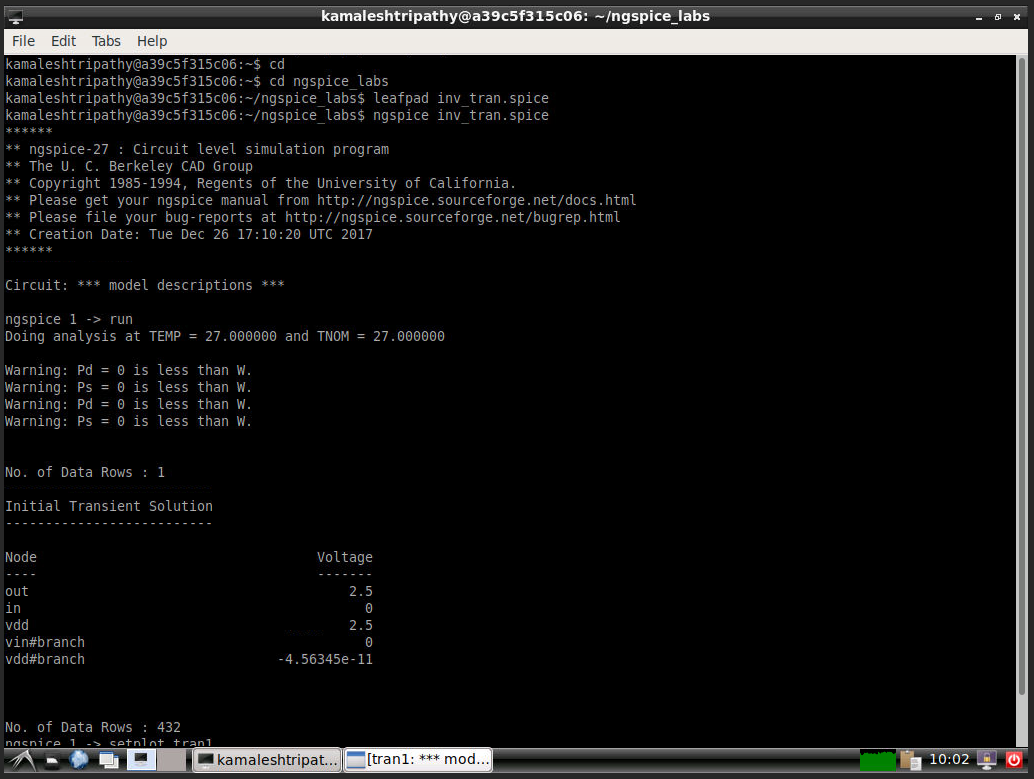 kamaleshtripathy@a39c5f315c06: ~/ngspice_labs
File Edit Tabs Help
kamaleshtripathy@a39c5f315c06:~$ cd
kamaleshtripathy@a39c5f315c06:~$ cd ngspice_labs
kamaleshtripathy@a39c5f315c06:~/ngspice_labs$ leafpad inv_tran.spice
kamaleshtripathy@a39c5f315c06:~/ngspice_labs$ ngspice inv_tran.spice
******
** ngspice-27 : Circuit level simulation program
** The U. C. Berkeley CAD Group
** Copyright 1985-1994, Regents of the University of California.
** Please get your ngspice manual from http://ngspice.sourceforge.net/docs.html
** Please file your bug-reports at http://ngspice.sourceforge.net/bugrep.html
** Creation Date: Tue Dec 26 17:10:20 UTC 2017
******
Circuit: *** model descriptions ***
ngspice 1 -> run
Doing analysis at TEMP = 27.000000 and TNOM = 27.000000
Warning: Pd = 0 is less than W.
Warning: Ps = 0 is less than W.
Warning: Pd = 0 is less than W.
Warning: Ps = 0 is less than W.
No. of Data Rows : 1
Initial Transient Solution
--------------------------
Node Voltage
---- -------
out 2.5
in 0
vdd 2.5
vin#branch 0
vdd#branch -4.56345e-11
No. of Data Rows : 432
ngspice 1 -> setplot tran1
kamaleshtripat... [tran1: *** mod... 10:02